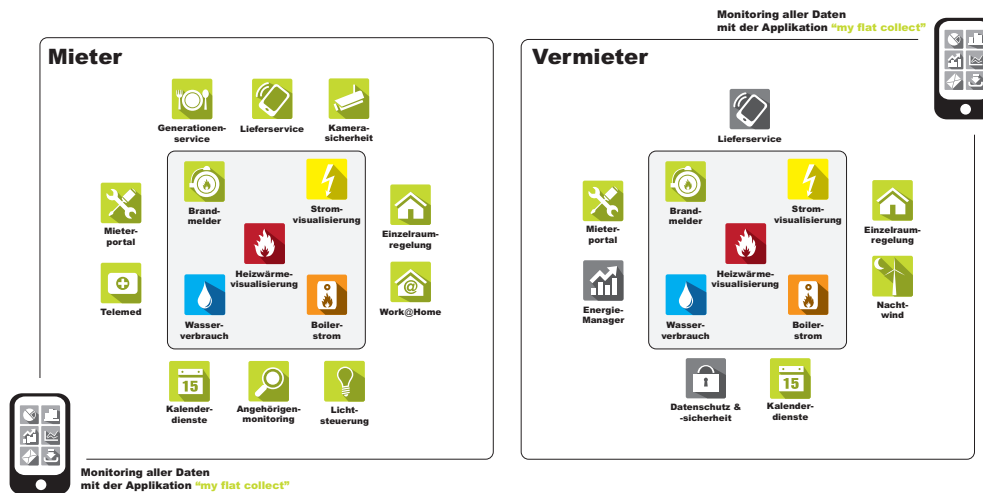 Monitoring aller Daten
mit der Applikation “my flat collect”
Mieter
Generationen-
service
Lieferservice
Kamera-
sicherheit
Brand-
melder
Strom-
visualisierung
Mieter-
portal
Einzelraum-
regelung
Heizwärme-
visualisierung
Telemed
@
Work@Home
Wasser-
verbrauch
Boiler-
strom
15
Kalender-
dienste
Angehörigen-
monitoring
Licht-
steuerung
Monitoring aller Daten
mit der Applikation “my flat collect”
Vermieter
Lieferservice
Brand-
melder
Strom-
visualisierung
Mieter-
portal
Einzelraum-
regelung
Heizwärme-
visualisierung
Energie-
Manager
Nacht-
wind
Wasser-
verbrauch
Boiler-
strom
Datenschutz &
-sicherheit
15
Kalender-
dienste